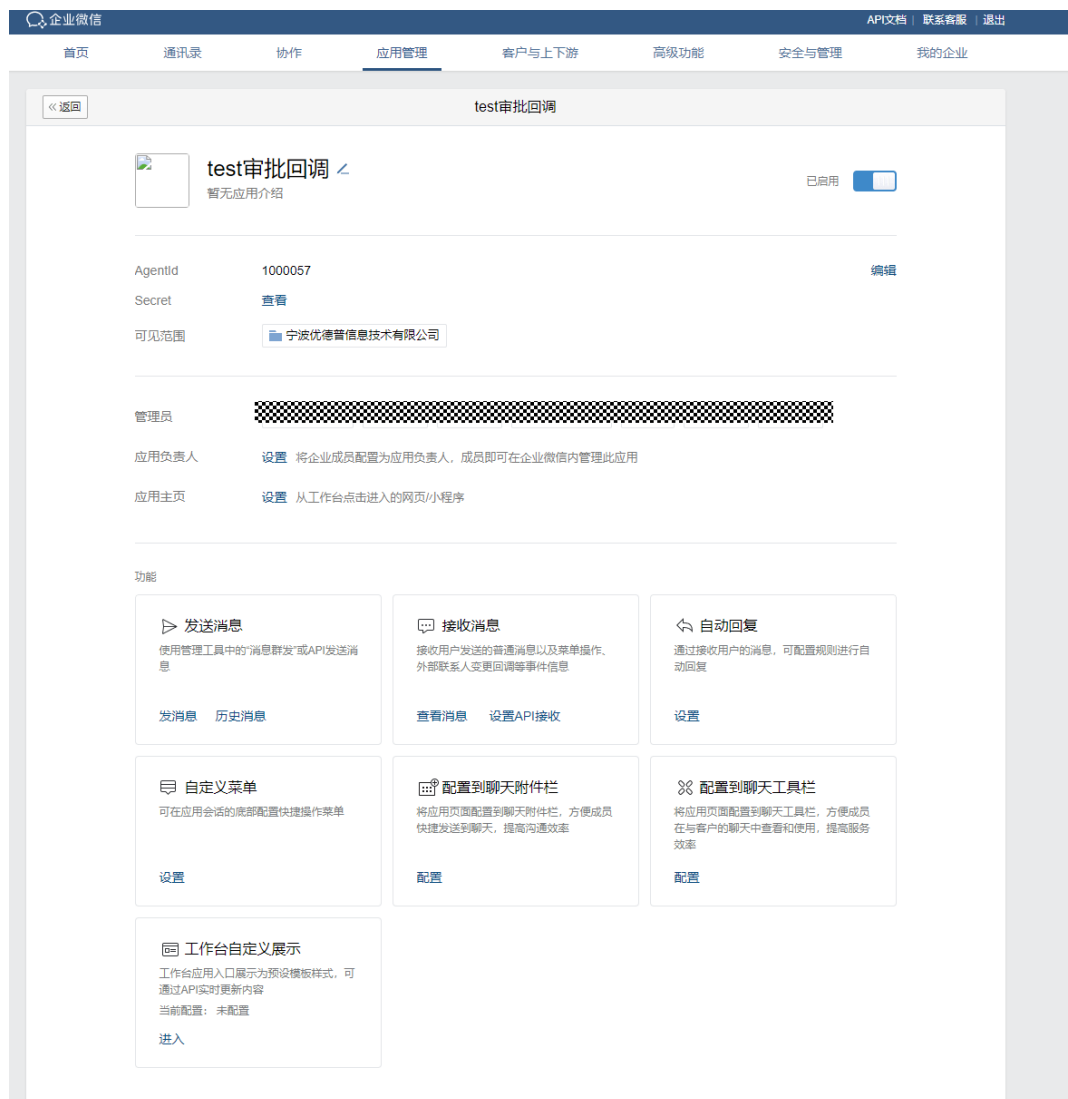 企业微信
API文档 | 联系客服 | 退出
首页 通讯录 协作 应用管理 客户与上下游 高级功能 安全与管理 我的企业
«返回 test审批回调
test审批回调
暂无应用介绍
已启用
AgentId 1000057 编辑
Secret 查看
可见范围 宁波优德普信息技术有限公司
管理员
应用负责人 设置 将企业成员配置为应用负责人，成员即可在企业微信内管理此应用
应用主页 设置 从工作台点击进入的网页/小程序
功能
发送消息
使用管理工具中的“消息群发”或API发送消
息
发消息 历史消息
接收消息
接收用户发送的普通消息以及菜单操作、
外部联系人变更回调等事件信息
查看消息 设置API接收
自动回复
通过接收用户的消息，可配置规则进行自
动回复
设置
自定义菜单
可在应用会话的底部配置快捷操作菜单
设置
配置到聊天附件栏
将应用页面配置到聊天附件栏，方便成员
快捷发送到聊天，提高沟通效率
配置
配置到聊天工具栏
将应用页面配置到聊天工具栏，方便成员
在与客户的聊天中查看和使用，提高服务
效率
配置
工作台自定义展示
工作台应用入口展示为预设模板样式，可
通过API实时更新内容
当前配置： 未配置
进入